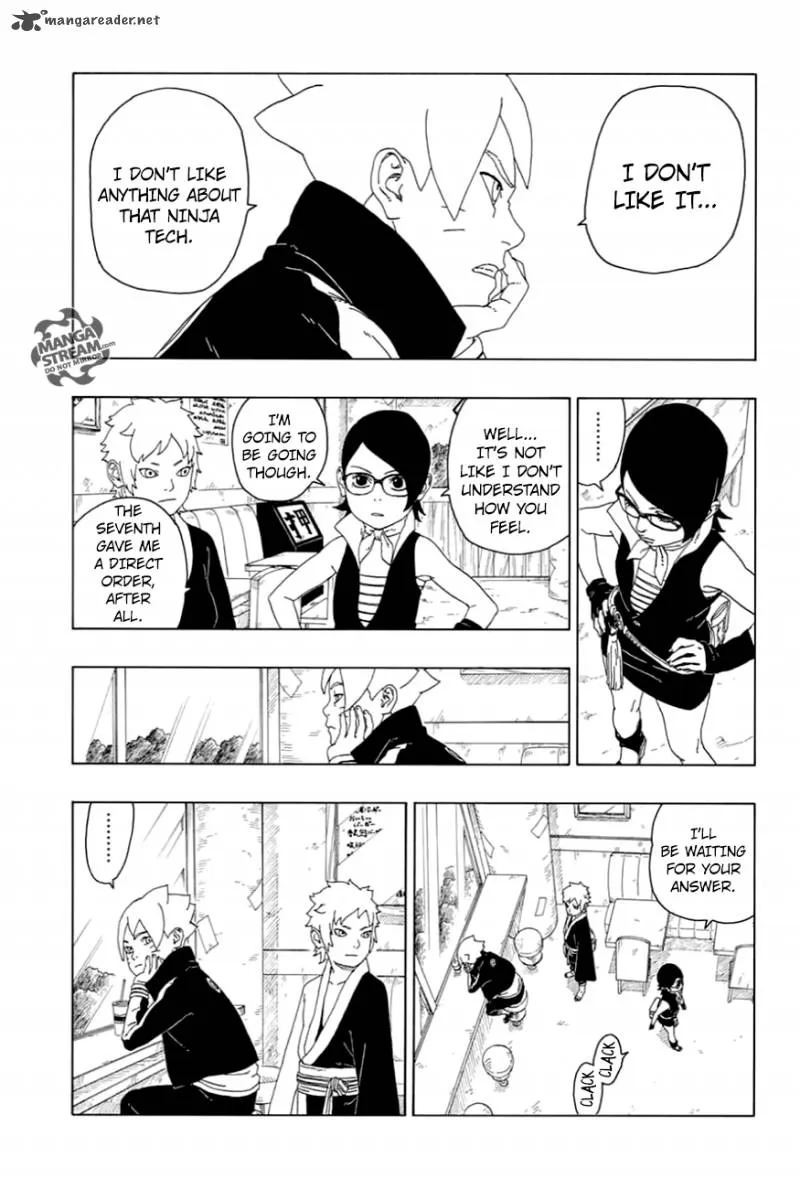 mangareader.net
I DON'T
LIKE IT...
I DON'T LIKE
ANYTHING ABOUT
THAT NINJA
TECH.
MANGA
STREAM.com
DO NOT MIRROR
.........
WELL...
IT'S NOT
LIKE I DON'T
UNDERSTAND
HOW YOU
FEEL.
I'M
GOING TO
BE GOING
THOUGH.
THE
SEVENTH
GAVE ME
A DIRECT
ORDER,
AFTER
ALL.
押
I'LL
BE WAITING
FOR YOUR
ANSWER.
CLACK
CLACK
.........